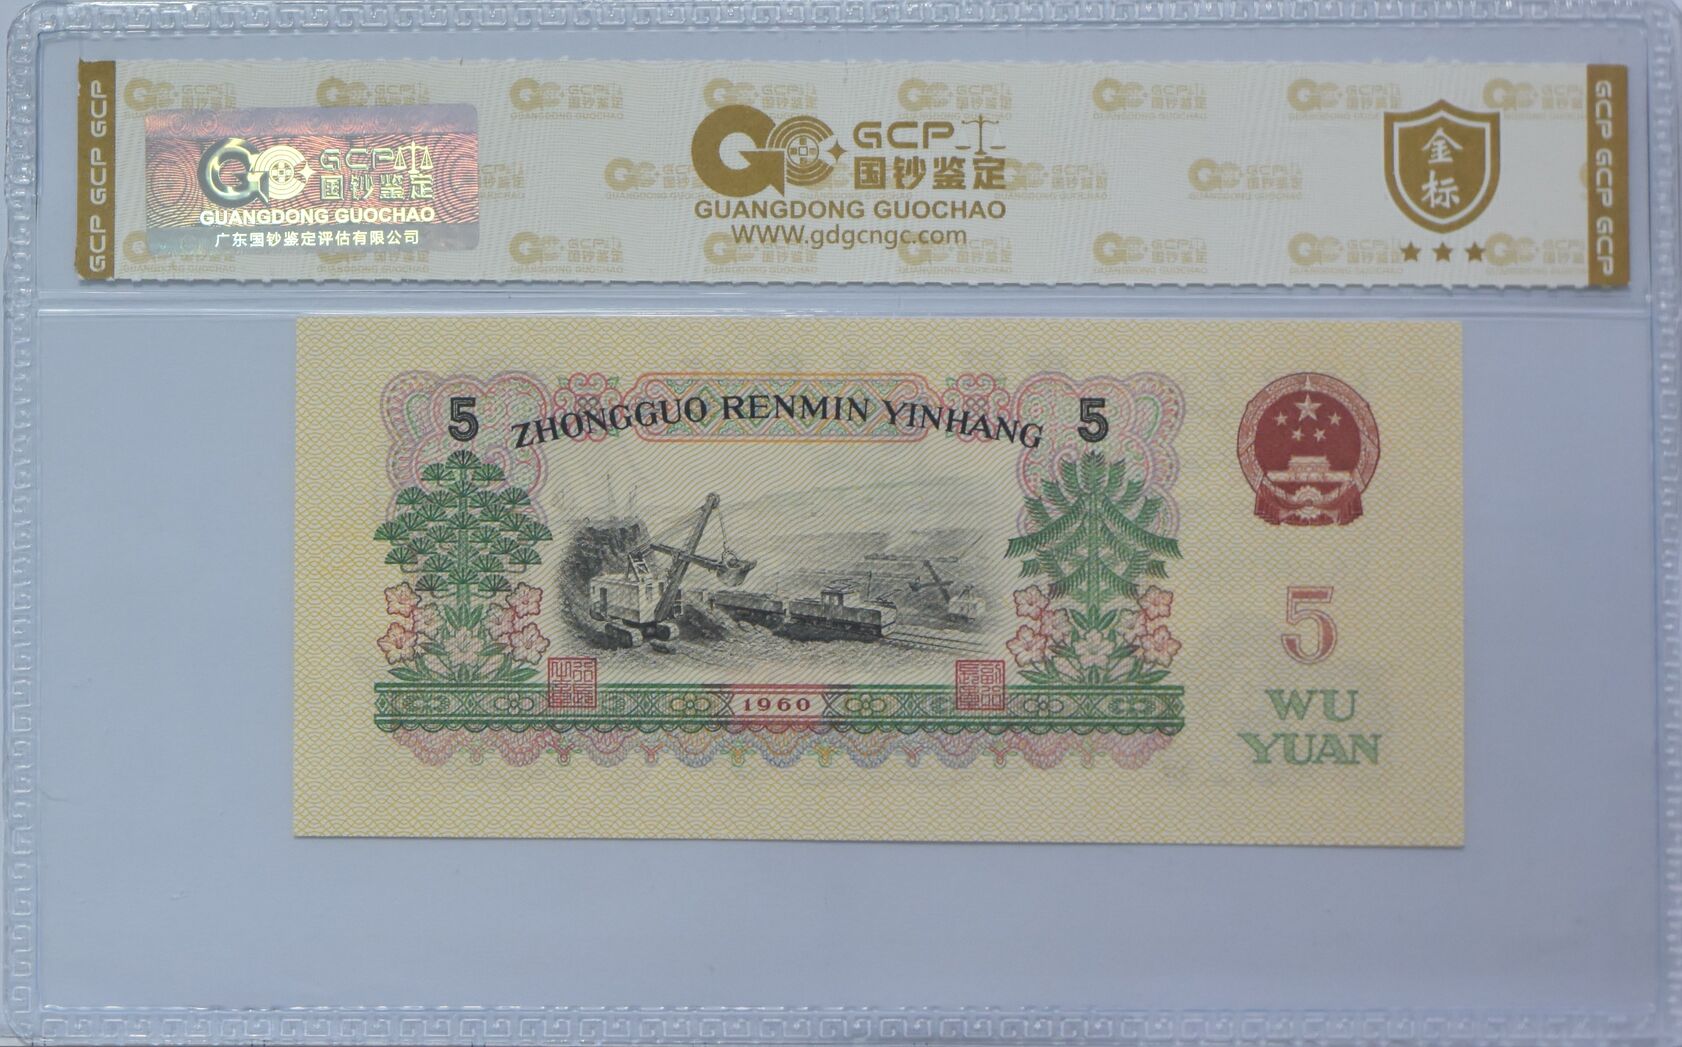 GCP GCP GCP
GCP
国钞鉴定
GUANGDONG GUOCHAO
广东国钞鉴定评估有限公司
GCP
国钞鉴定
GUANGDONG GUOCHAO
WWW.gdgcngc.com
金
标
GCP GCP GCP
5 ZHONGGUO RENMIN YINHANG 5
5
WU
YUAN
1960